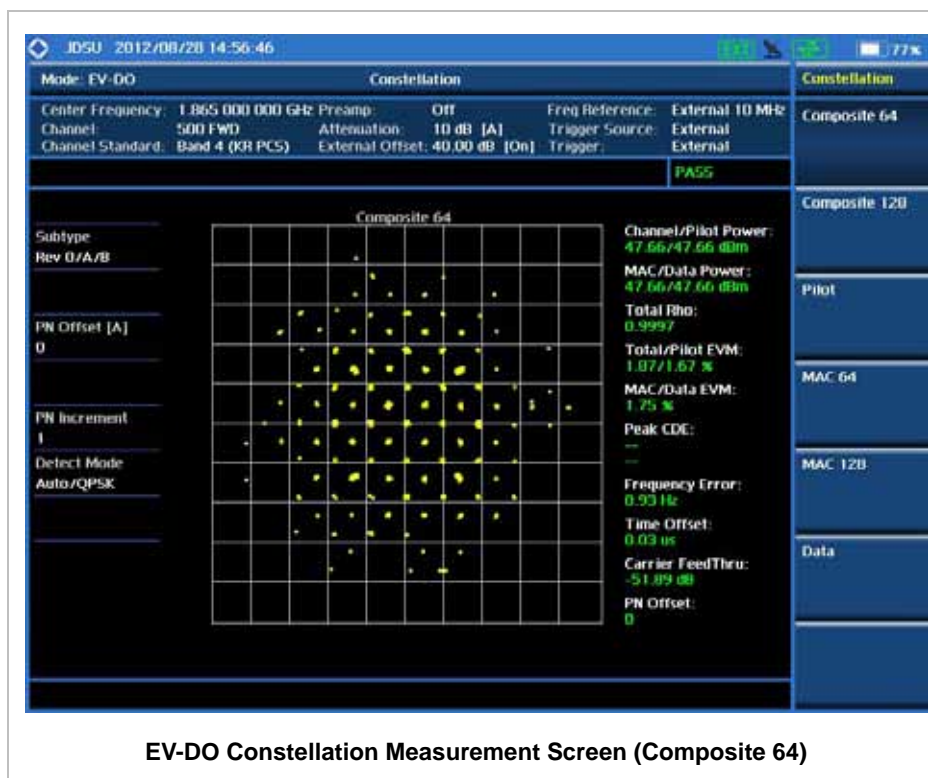 JDSU 2012/08/28 14:56:46
77%
Mode: EV-DO Constellation
Constellation
Center Frequency: 1.865 000 000 GHz Preamp: Off Freq Reference: External 10 MHz
Channel: 500 FWD Attenuation: 10 dB [A] Trigger Source: External
Channel Standard: Band 4 (KR PCS) External Offset: 40.00 dB [On] Trigger: External
PASS
Composite 64
Subtype
Rev 0/A/B
PN Offset [A]
0
PN Increment
1
Detect Mode
Auto/QPSK
Channel/Pilot Power:
47.66/47.66 dBm
MAC/Data Power:
47.66/47.66 dBm
Total Rho:
0.9997
Total/Pilot EVM:
1.87/1.67 %
MAC/Data EVM:
1.75 %
Peak CDE:
--
--
Frequency Error:
0.93 Hz
Time Offset:
0.03 us
Carrier FeedThru:
-51.89 dB
PN Offset:
0
Composite 64
Composite 128
Pilot
MAC 64
MAC 128
Data
EV-DO Constellation Measurement Screen (Composite 64)